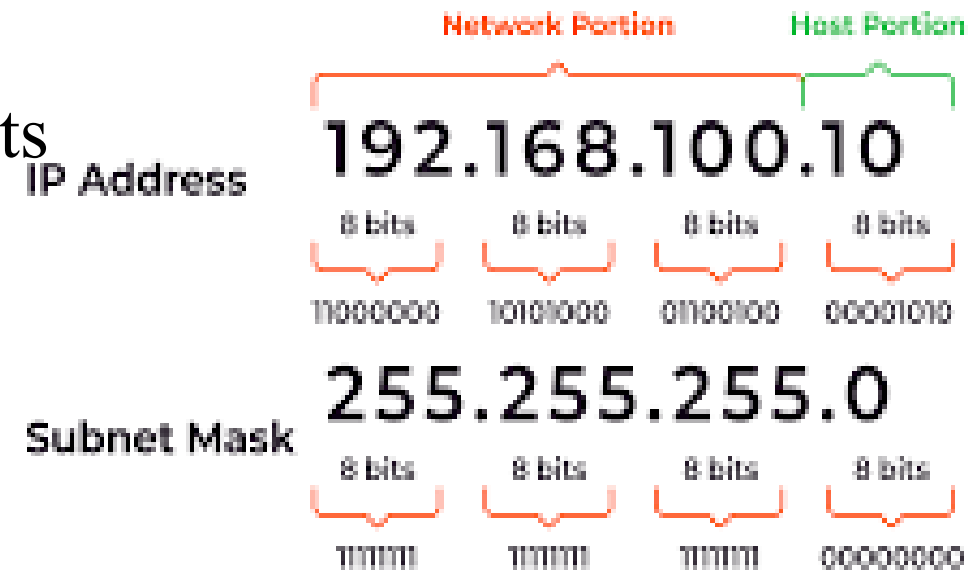 Network Portion Host Portion
ts
IP Address 192.168.100.10
8 bits 8 bits 8 bits 8 bits
11000000 10101000 01100100 00001010
255.255.255.0
Subnet Mask
8 bits 8 bits 8 bits 8 bits
11111111 11111111 11111111 00000000